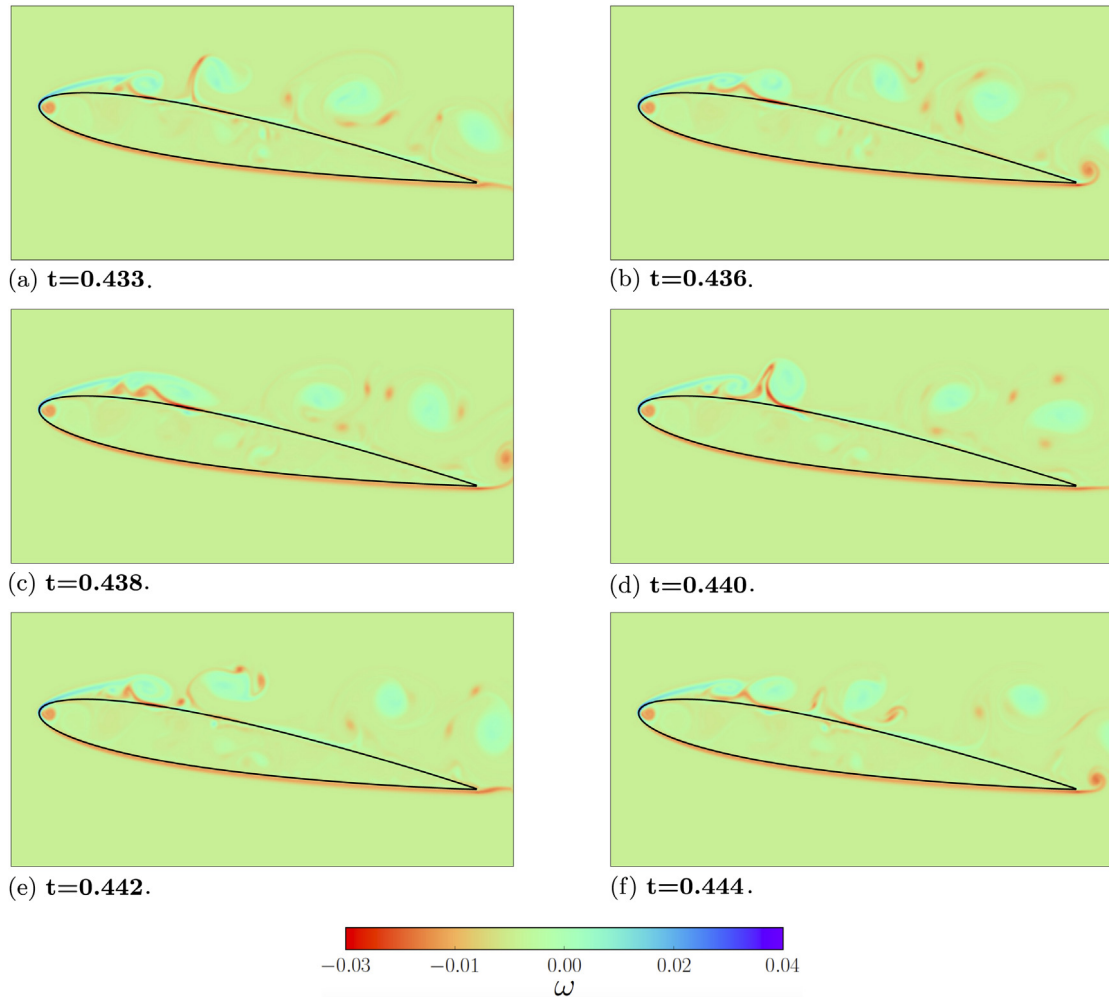 (a) t=0.433.
(b) t=0.436.
(c) t=0.438.
(d) t=0.440.
(e) t=0.442.
(f) t=0.444.
−0.03 −0.01 0.00 0.02 0.04
ω